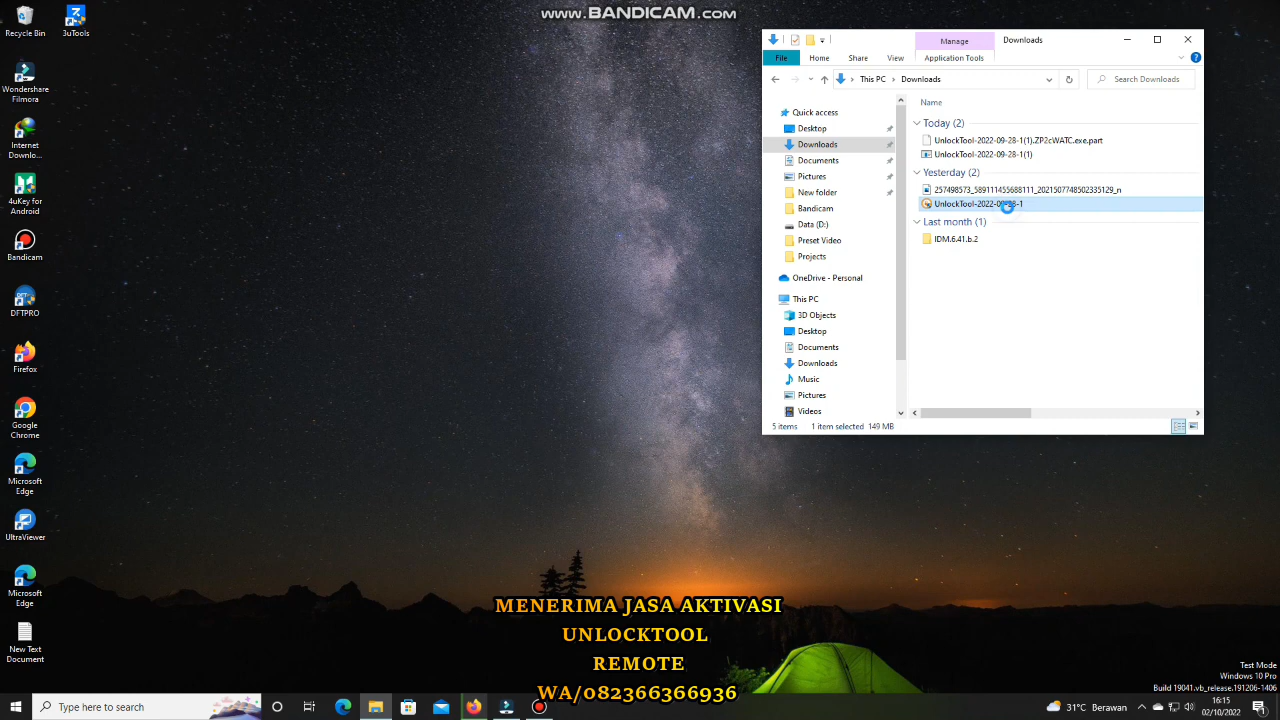 www.BANDICAM.com
Recycle Bin
3uTools
Wondershare
Filmora
Internet
Downlo...
4uKey for
Android
Bandicam
DFTPRO
Firefox
Google
Chrome
Microsoft
Edge
UltraViewer
Microsoft
Edge
New Text
Document
Manage
Downloads
File
Home
Share
View
Application Tools
This PC
Downloads
Search Downloads
Quick access
Desktop
Downloads
Documents
Pictures
New folder
Bandicam
Data (D:)
Preset Video
Projects
OneDrive - Personal
This PC
3D Objects
Desktop
Documents
Downloads
Music
Pictures
Videos
Name
Today (2)
UnlockTool-2022-09-28-1(1).ZP2cWATC.exe.part
UnlockTool-2022-09-28-1(1)
Yesterday (2)
257498573_589111455688111_2021507748502335129_n
UnlockTool-2022-09-28-1
Last month (1)
IDM.6.41.b.2
5 items
1 item selected 149 MB
MENERIMA JASA AKTIVASI
UNLOCKTOOL
REMOTE
WA/082366366936
Test Mode
Windows 10 Pro
Build 19041.vb_release.191206-1406
Type here to search
31°C Berawan
16:15
02/10/2022
1